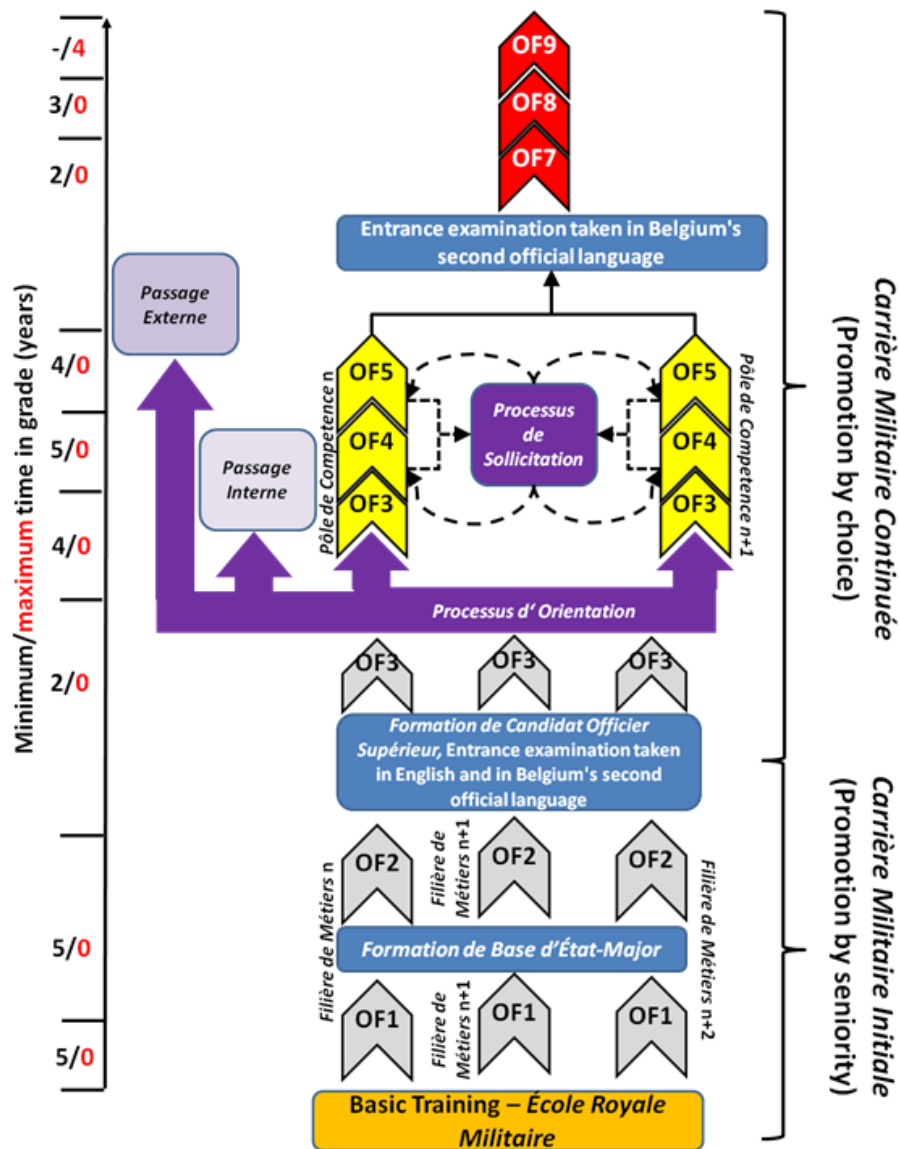 -/4
3/0
2/0
4/0
5/0
4/0
2/0
5/0
5/0
Minimum/maximum time in grade (years)
OF9
OF8
OF7
Entrance examination taken in Belgium's
second official language
Passage
Externe
Passage
Interne
Pôle de Competence n
OF5
OF4
OF3
Processus
de
Sollicitation
OF5
OF4
OF3
Pôle de Competence n+1
Processus d' Orientation
OF3
OF3
OF3
Formation de Candidat Officier
Supérieur, Entrance examination taken
in English and in Belgium's second
official language
Filière de Métiers n
OF2
Filière de
Métiers n+1
OF2
OF2
Filière de Métiers n+2
Formation de Base d'État-Major
OF1
Filière de
Métiers n+1
OF1
OF1
Basic Training – École Royale
Militaire
Carrière Militaire Continuée
(Promotion by choice)
Carrière Militaire Initiale
(Promotion by seniority)